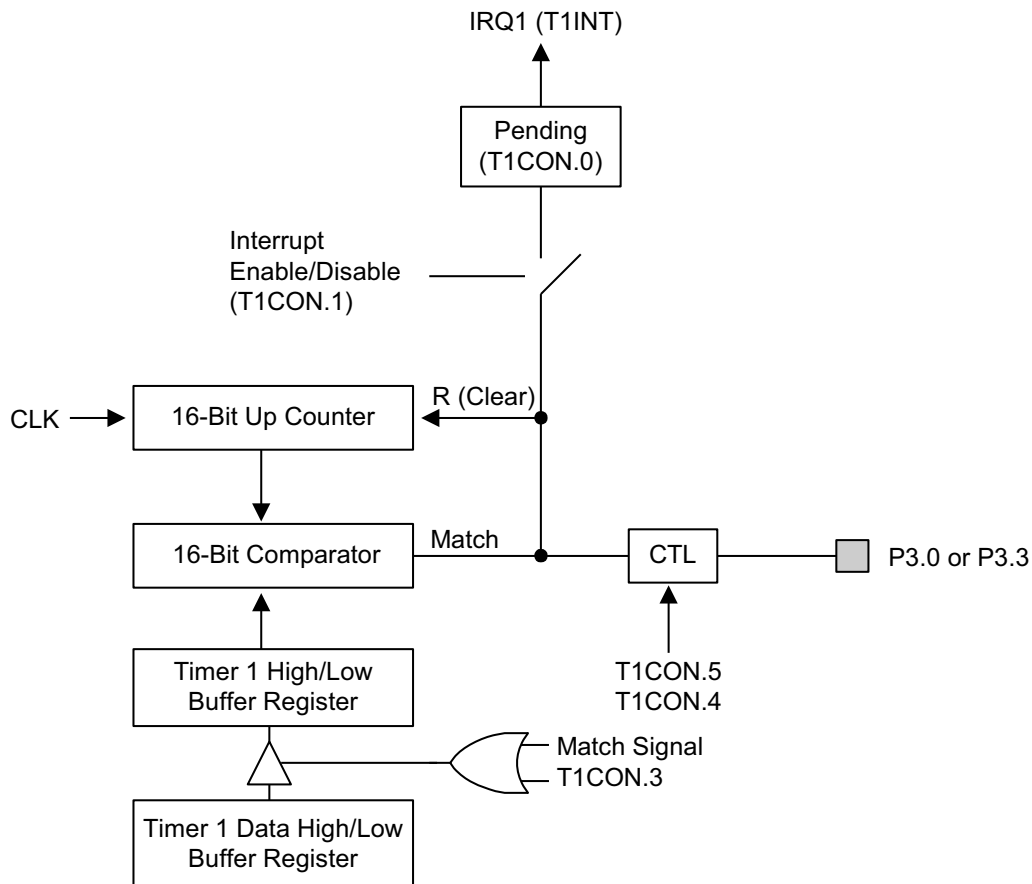 IRQ1 (T1INT)
Pending
(T1CON.0)
Interrupt
Enable/Disable
(T1CON.1)
R (Clear)
CLK
16-Bit Up Counter
16-Bit Comparator
Match
CTL
P3.0 or P3.3
Timer 1 High/Low
Buffer Register
T1CON.5
T1CON.4
Match Signal
T1CON.3
Timer 1 Data High/Low
Buffer Register